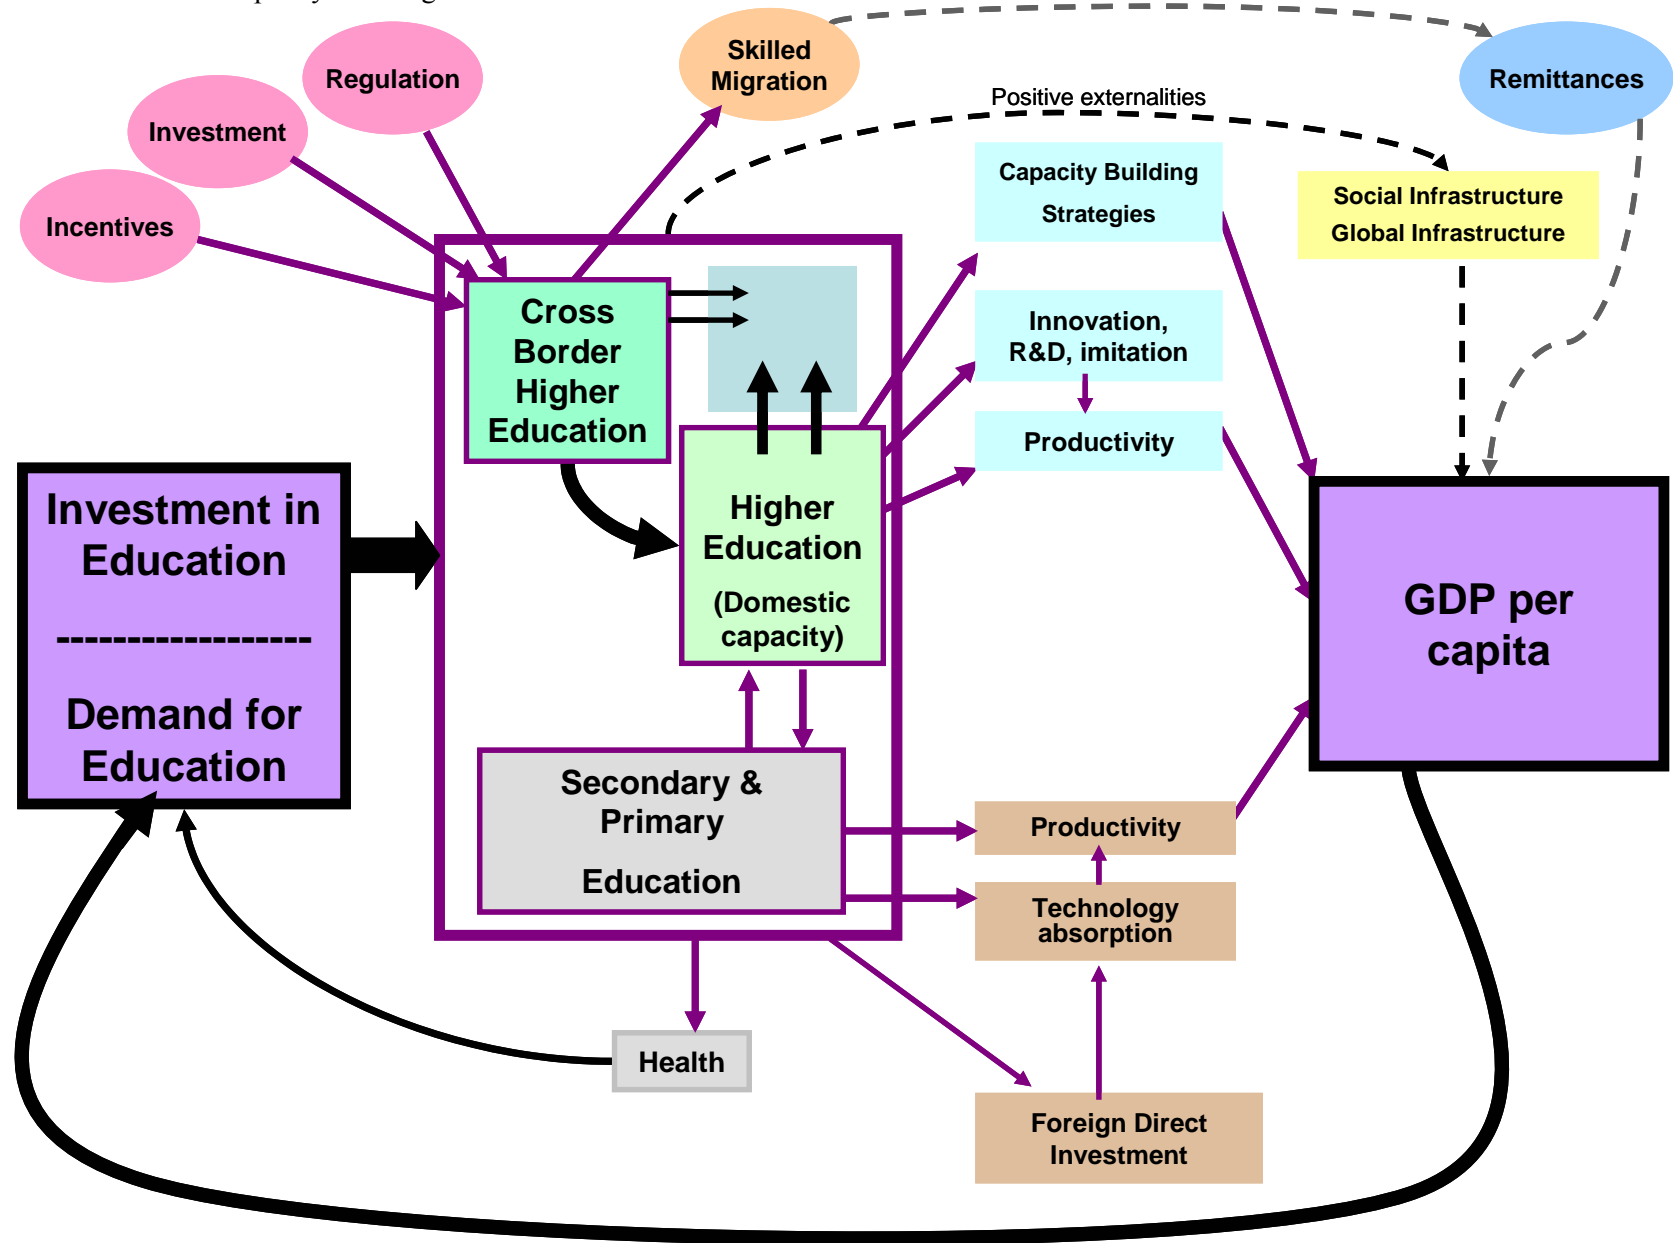 Skilled
Migration
Regulation
Remittances
Investment
Incentives
Positive externalities
Capacity Building
Strategies
Social Infrastructure
Global Infrastructure
Cross
Border
Higher
Education
Innovation,
R&D, imitation
Productivity
Investment in
Education
------------------
Demand for
Education
Higher
Education
(Domestic
capacity)
GDP per
capita
Secondary &
Primary
Education
Productivity
Technology
absorption
Health
Foreign Direct
Investment